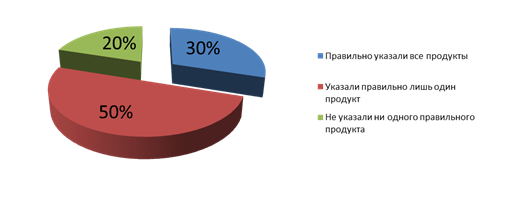 20%
30%
50%
Правильно указали все продукты
Указали правильно лишь один
продукт
Не указали ни одного правильного
продукта